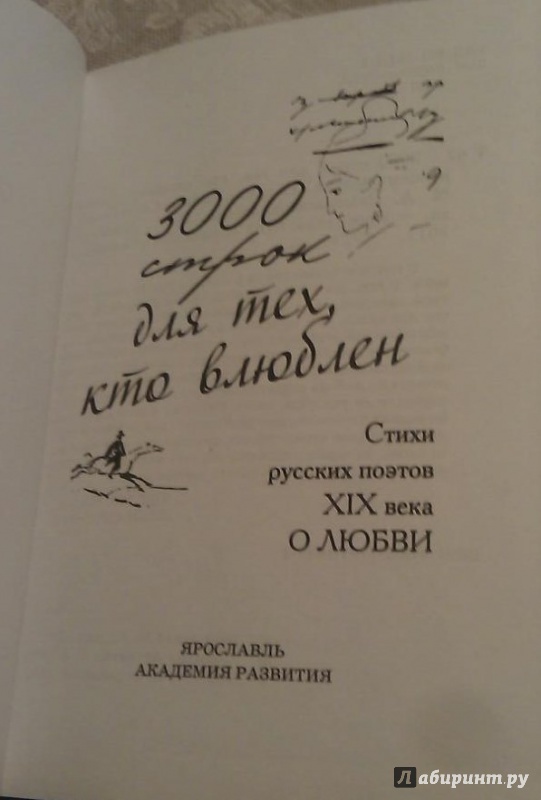 3000
строк
для тех,
кто влюблен
Стихи
русских поэтов
XIX века
О ЛЮБВИ
ЯРОСЛАВЛЬ
АКАДЕМИЯ РАЗВИТИЯ
Лабиринт.ру